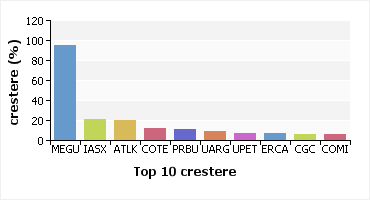 120
100
80
60
40
20
0
crestere (%)
MEGU IASX ATLK COTE PRBU UARG UPET ERCA CGC COMI
Top 10 crestere